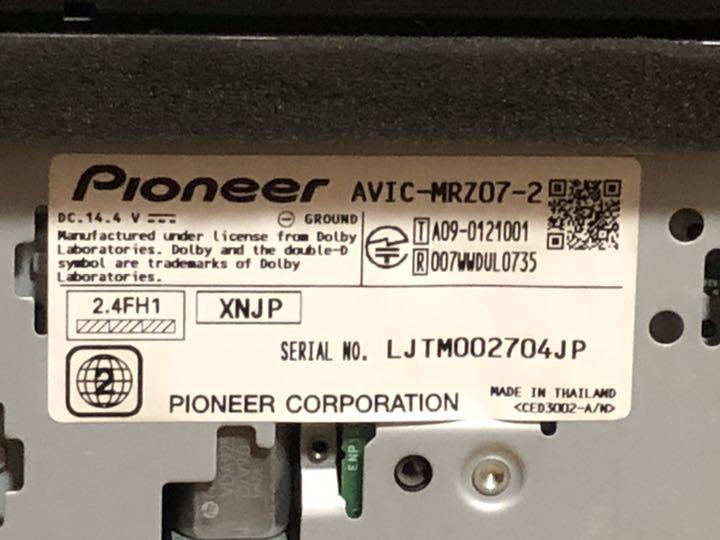 Pioneer AVIC-MRZ07-2
DC.14.4 V GROUND
Manufactured under license from Dolby
Laboratories. Dolby and the double-D
symbol are trademarks of Dolby
Laboratories.
T A09-0121001
R 007WWDUL0735
2.4FH1
XNJP
SERIAL NO. LJTM002704JP
2
PIONEER CORPORATION
MADE IN THAILAND
<CED3002-A/N>
ENP